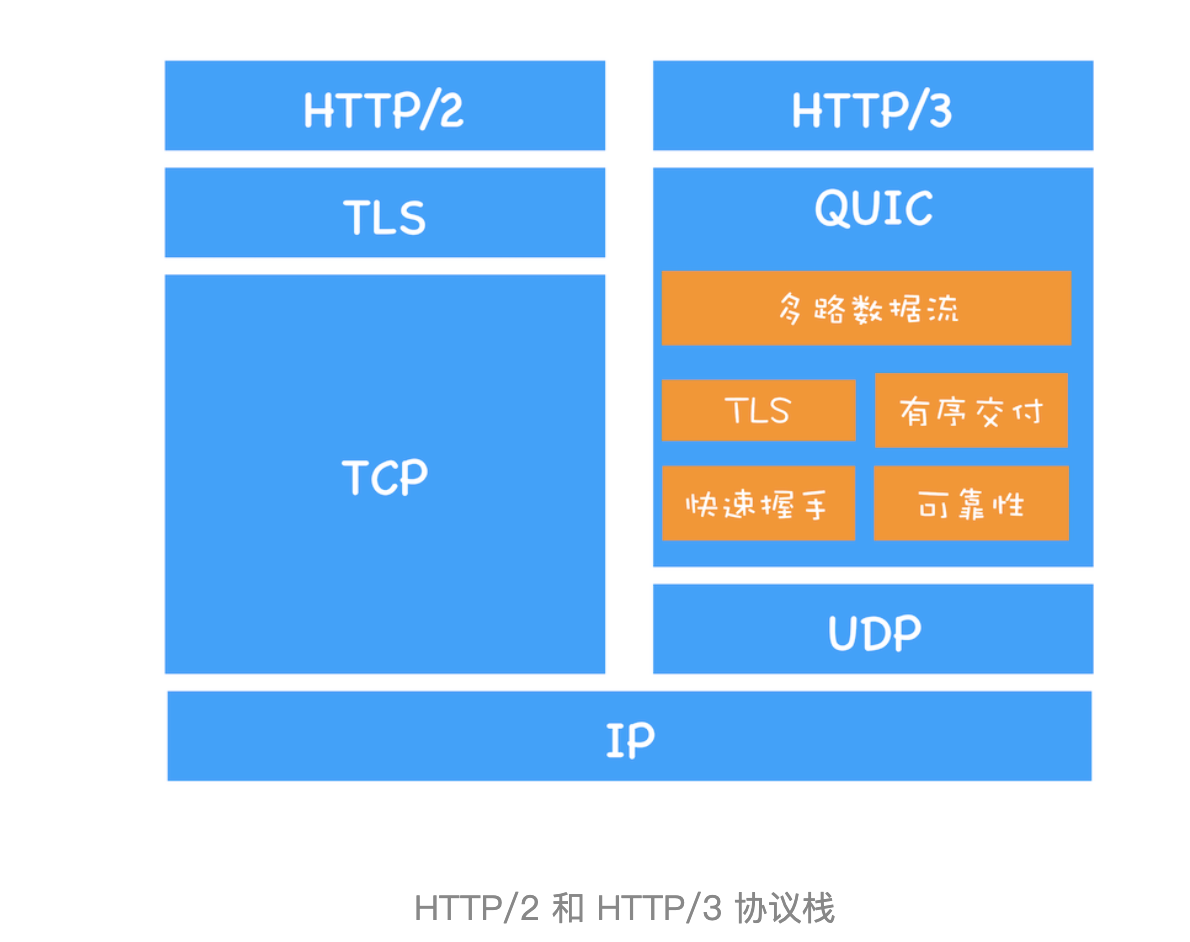 HTTP/2
HTTP/3
TLS
QUIC
多路数据流
TLS
有序交付
TCP
快速握手
可靠性
UDP
IP
HTTP/2 和 HTTP/3 协议栈